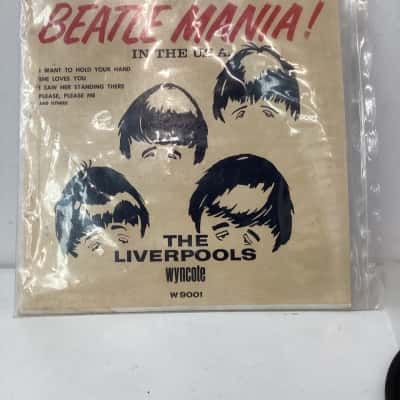 BEATLE MANIA!
IN THE U.S.A.
I WANT TO HOLD YOUR HAND
SHE LOVES YOU
I SAW HER STANDING THERE
PLEASE, PLEASE ME
AND OTHERS
THE
LIVERPOOLS
wyncote
W 9001